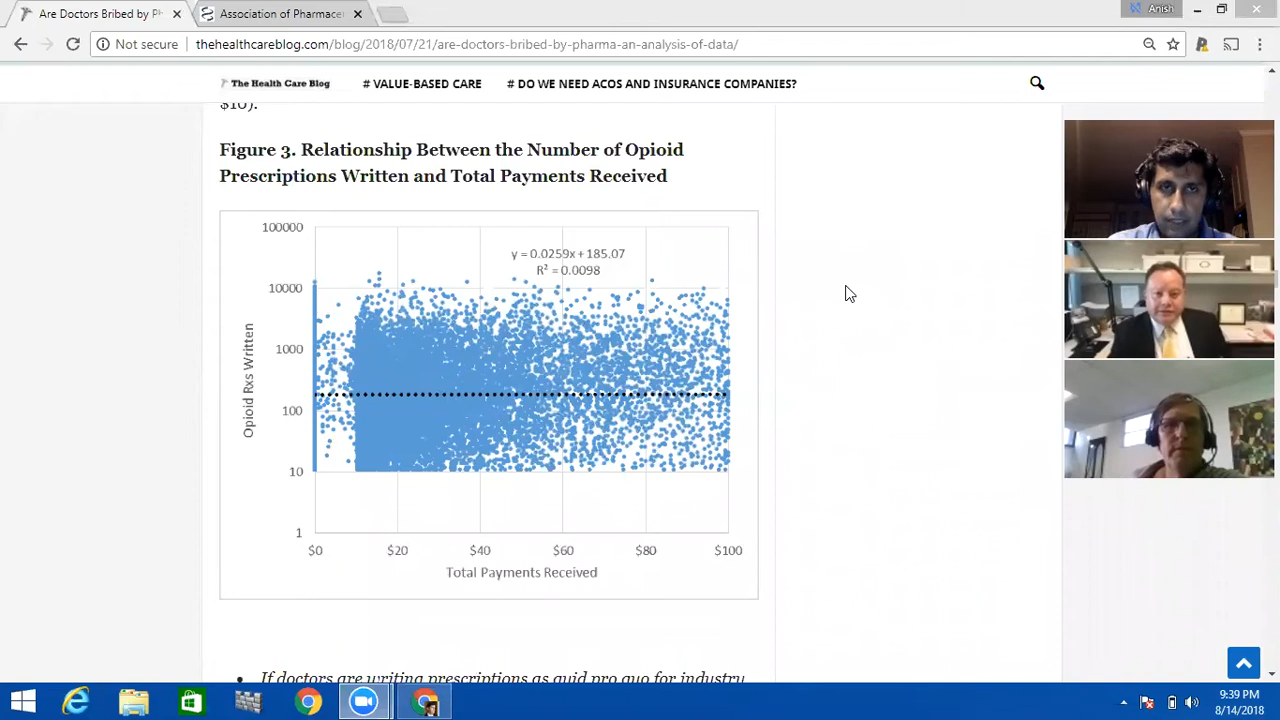 Are Doctors Bribed by Ph
Association of Pharmaceu
Anish
Not secure
thehealthcareblog.com/blog/2018/07/21/are-doctors-bribed-by-pharma-an-analysis-of-data/
The Health Care Blog
# VALUE-BASED CARE
# DO WE NEED ACOS AND INSURANCE COMPANIES?
$10).
Figure 3. Relationship Between the Number of Opioid
Prescriptions Written and Total Payments Received
100000
10000
1000
100
10
1
Opioid Rxs Written
y = 0.0259x + 185.07
R² = 0.0098
$0
$20
$40
$60
$80
$100
Total Payments Received
If doctors are writing prescriptions as quid pro quo for industry
9:39 PM
8/14/2018